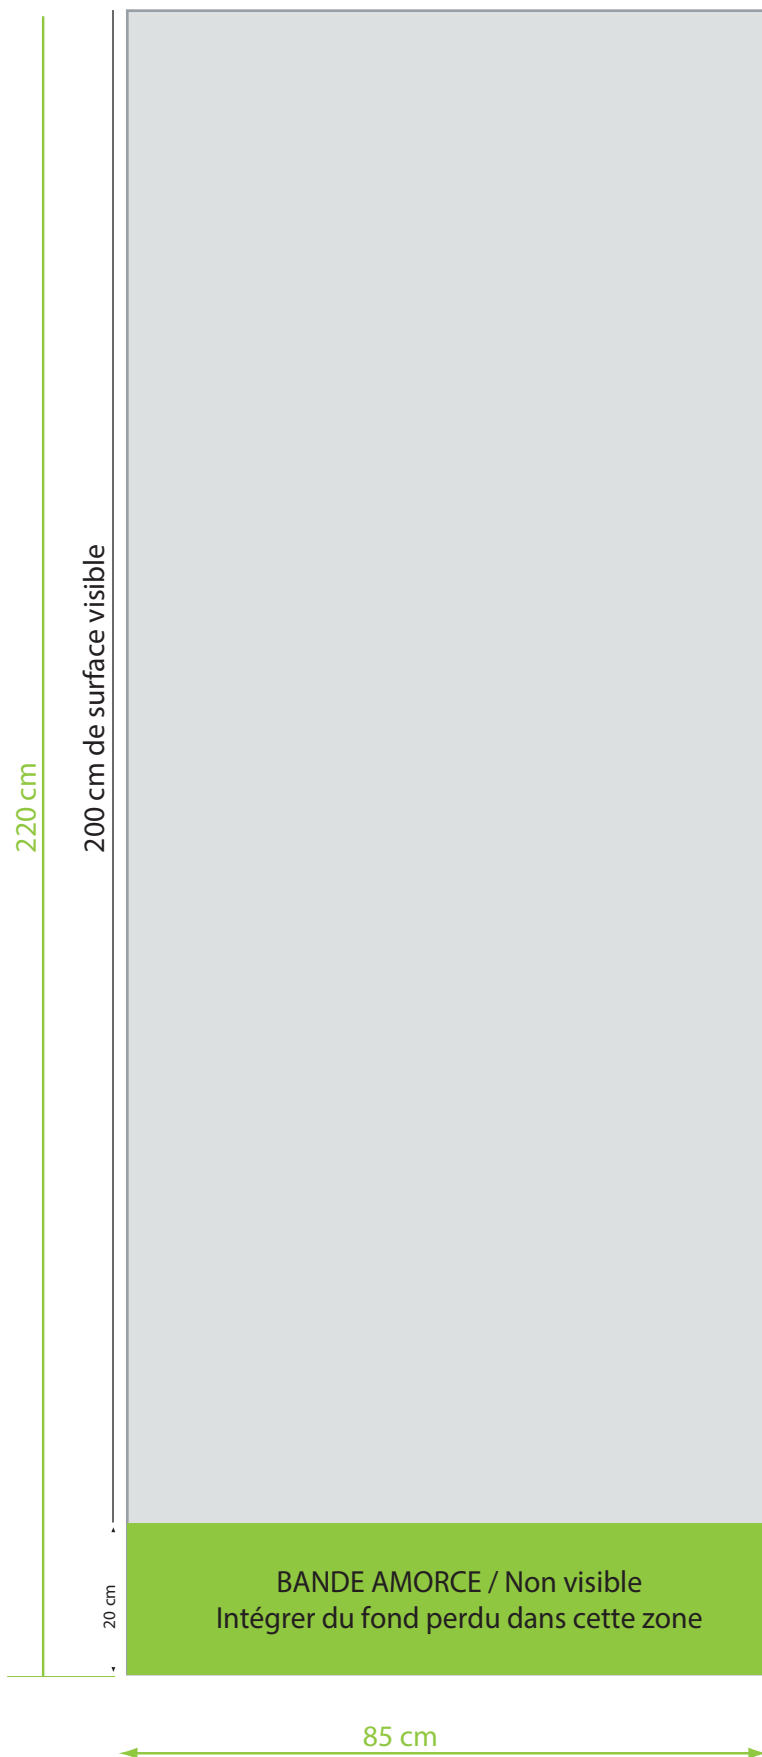 220 cm
200 cm de surface visible
20 cm
BANDE AMORCE / Non visible
Intégrer du fond perdu dans cette zone
85 cm